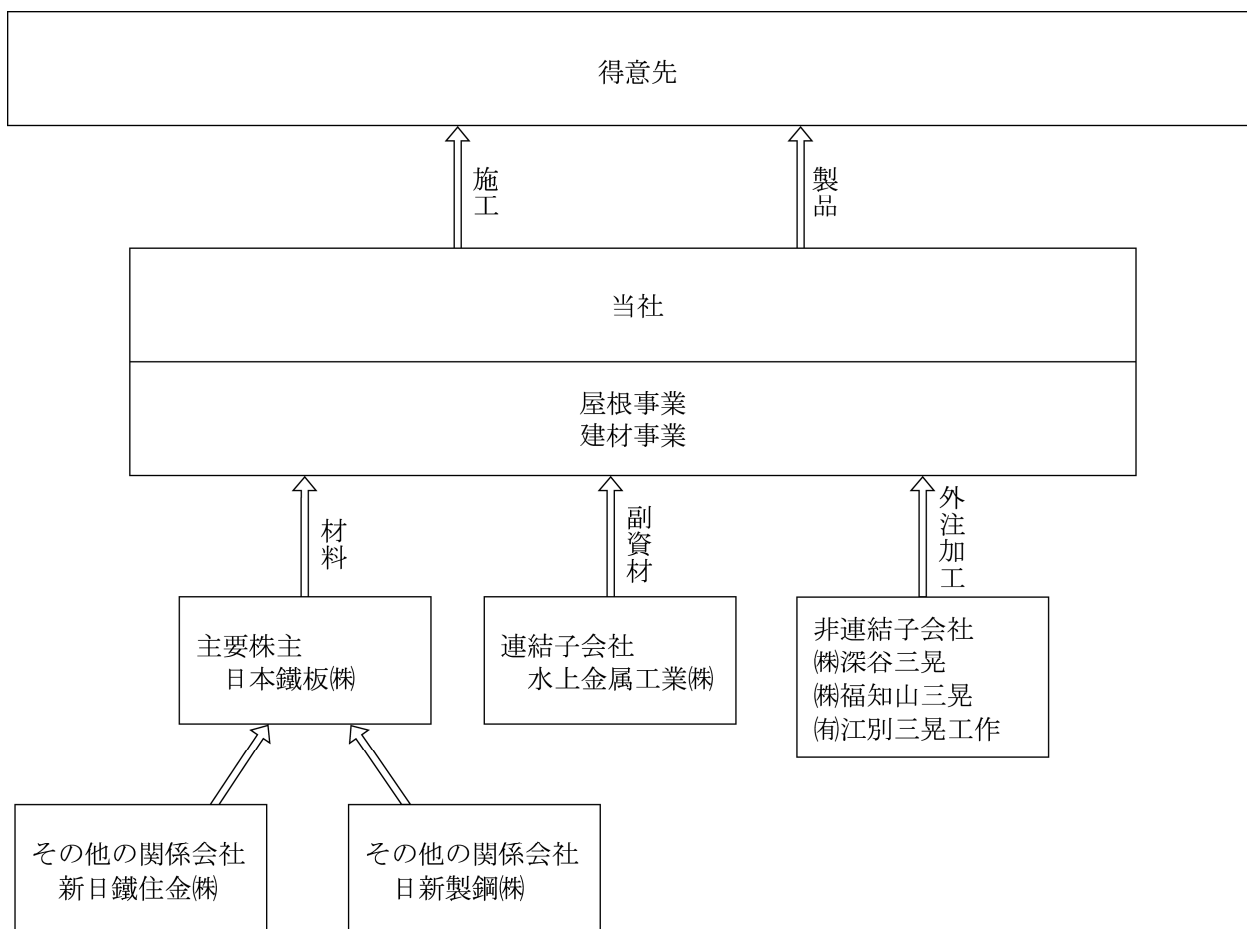 得意先
施工
製品
当社
屋根事業
建材事業
材料
副資材
外注加工
主要株主
日本鐵板㈱
連結子会社
水上金属工業㈱
非連結子会社
㈱深谷三晃
㈱福知山三晃
㈲江別三晃工作
その他の関係会社
新日鐵住金㈱
その他の関係会社
日新製鋼㈱